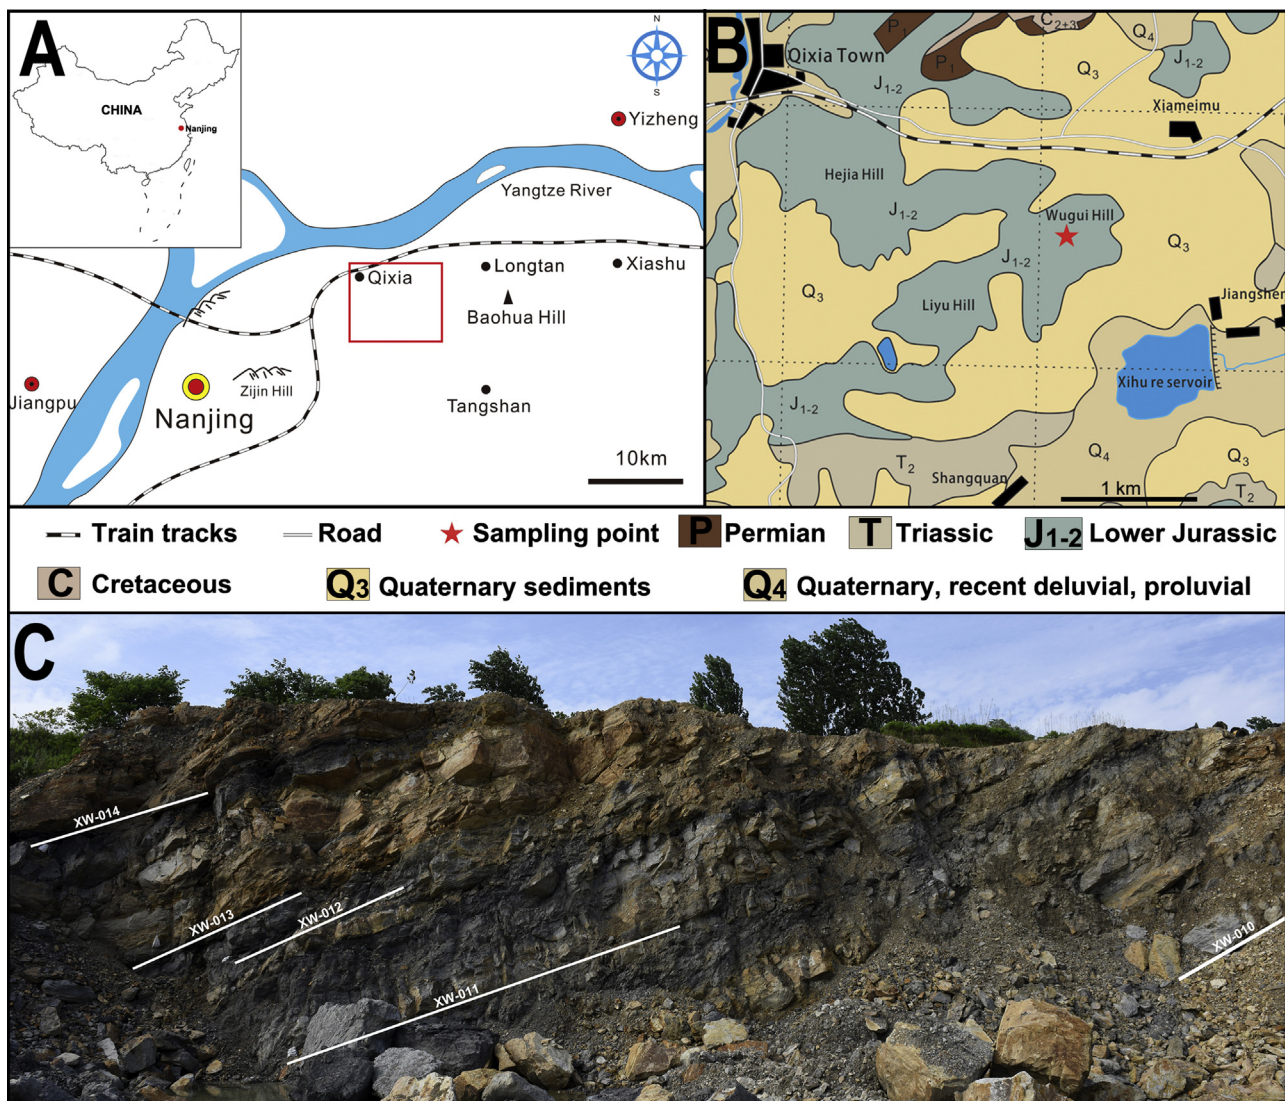 A
CHINA
Nanjing
N
S
Yizheng
Yangtze River
Qixia
Longtan
Xiashu
Baohua Hill
Jiangpu
Zijin Hill
Nanjing
Tangshan
10km
B
Qixia Town
P1
C2+3
Q4
P1
Q3
J1-2
J1-2
Xiameimu
Hejia Hill
J1-2
Wugui Hill
J1-2
Q3
Q3
Liyu Hill
Jiangshen
Xihu re servoir
J1-2
T2
Shangquan
Q4
Q3
T2
1 km
Train tracks
Road
Sampling point
P Permian
T Triassic
J1-2 Lower Jurassic
C Cretaceous
Q3 Quaternary sediments
Q4 Quaternary, recent deluvial, proluvial
C
XW-014
XW-013
XW-012
XW-011
XW-010